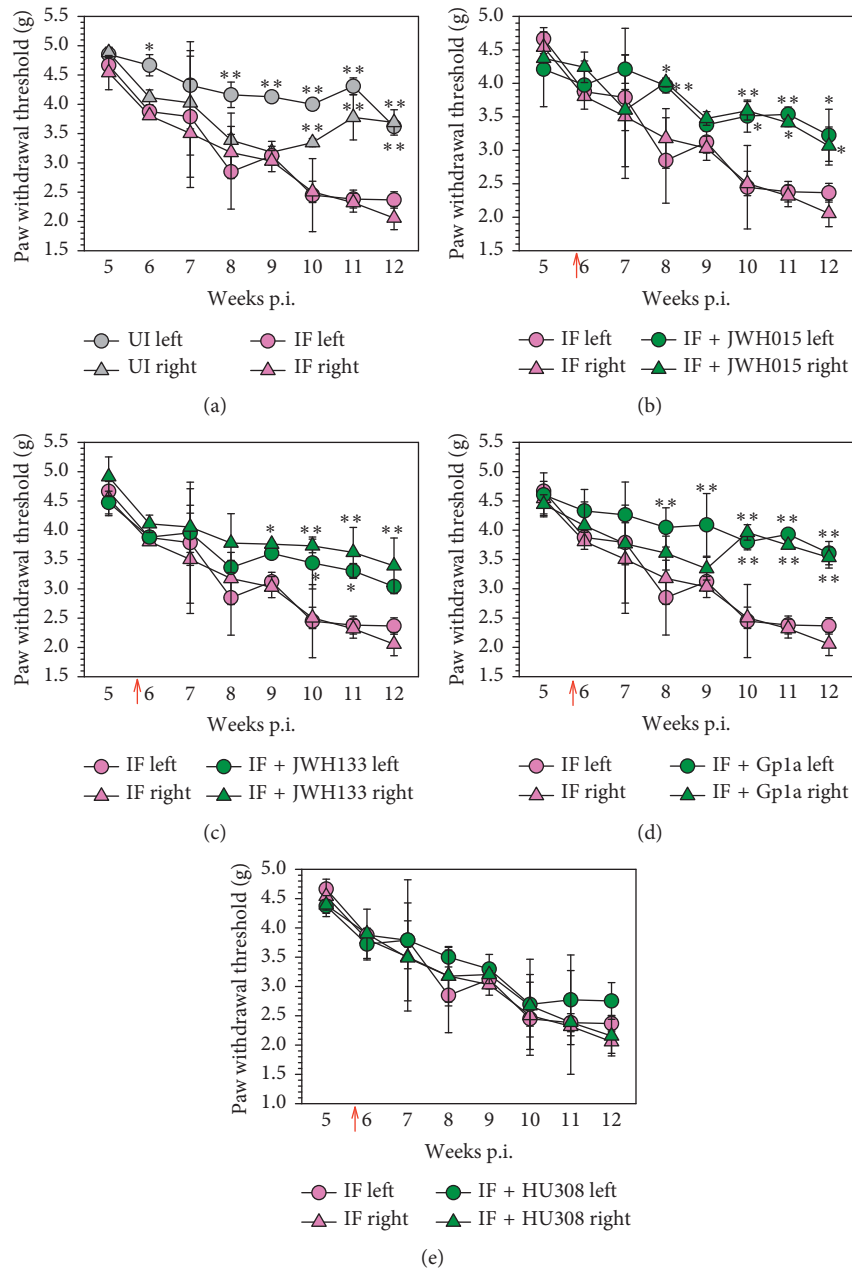 Paw withdrawal threshold (g)
5.5
5.0
4.5
4.0
3.5
3.0
2.5
2.0
1.5
* ** ** ** ** **
** ** **
5 6 7 8 9 10 11 12
Weeks p.i.
UI left IF left
UI right IF right
(a)
Paw withdrawal threshold (g)
5.0
4.5
4.0
3.5
3.0
2.5
2.0
1.5
* ** ** ** *
* * *
5 6 7 8 9 10 11 12
Weeks p.i.
IF left IF + JWH015 left
IF right IF + JWH015 right
(b)
Paw withdrawal threshold (g)
5.5
5.0
4.5
4.0
3.5
3.0
2.5
2.0
1.5
* ** ** **
* *
5 6 7 8 9 10 11 12
Weeks p.i.
IF left IF + JWH133 left
IF right IF + JWH133 right
(c)
Paw withdrawal threshold (g)
5.5
5.0
4.5
4.0
3.5
3.0
2.5
2.0
1.5
** ** ** ** **
** ** **
5 6 7 8 9 10 11 12
Weeks p.i.
IF left IF + Gp1a left
IF right IF + Gp1a right
(d)
Paw withdrawal threshold (g)
5.0
4.5
4.0
3.5
3.0
2.5
2.0
1.5
1.0
5 6 7 8 9 10 11 12
Weeks p.i.
IF left IF + HU308 left
IF right IF + HU308 right
(e)